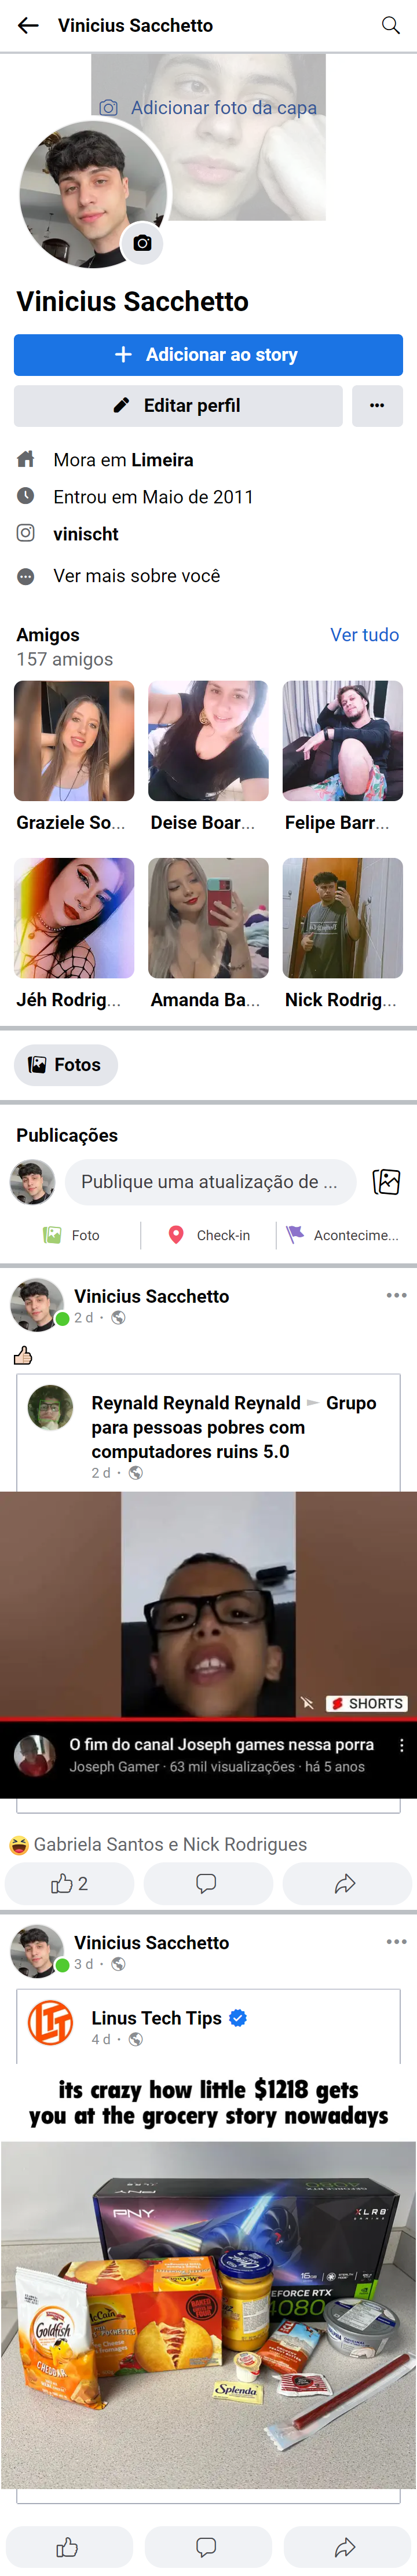 Vinicius Sacchetto
Adicionar foto da capa
Vinicius Sacchetto
Adicionar ao story
Editar perfil
Mora em Limeira
Entrou em Maio de 2011
vinischt
Ver mais sobre você
Amigos
Ver tudo
157 amigos
Graziele So...
Deise Boar...
Felipe Barr...
Jéh Rodrig...
Amanda Ba...
Nick Rodrig...
Fotos
Publicações
Publique uma atualização de ...
Foto
Check-in
Acontecime...
Vinicius Sacchetto
2 d ·
Reynald Reynald Reynald ► Grupo
para pessoas pobres com
computadores ruins 5.0
2 d ·
SHORTS
O fim do canal Joseph games nessa porra
Joseph Gamer · 63 mil visualizações · há 5 anos
Gabriela Santos e Nick Rodrigues
2
Vinicius Sacchetto
3 d ·
LTT
Linus Tech Tips
4 d ·
its crazy how little $1218 gets
you at the grocery story nowadays
PNY
XLR8
16GB
GEFORCE RTX
4080
McCain
Goldfish
CHEDDAR
Splenda